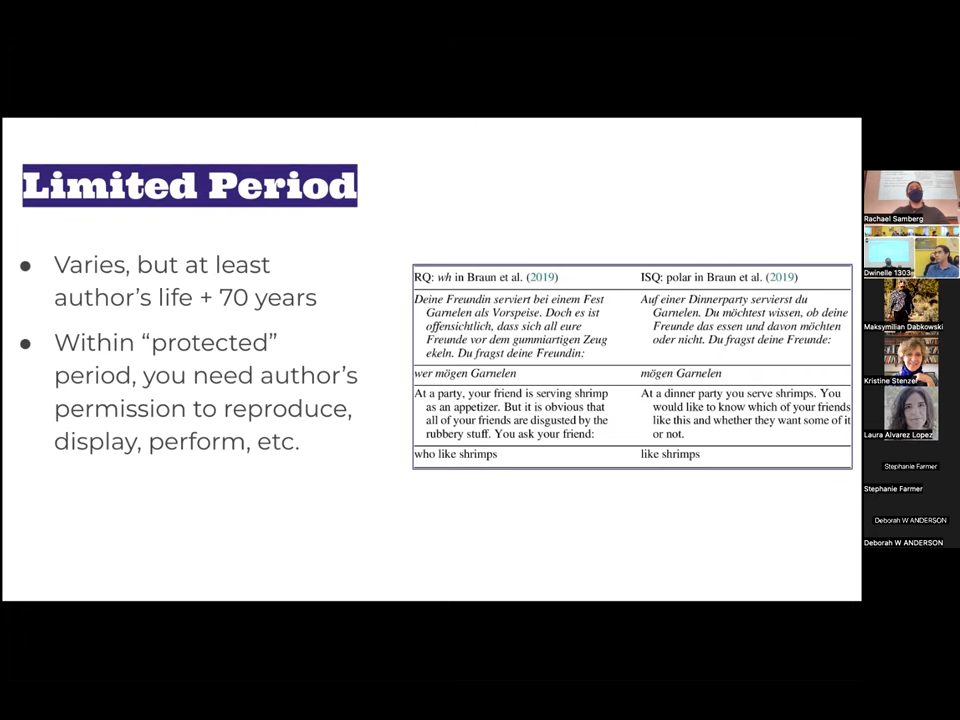 Limited Period
● Varies, but at least
author’s life + 70 years
● Within “protected”
period, you need author’s
permission to reproduce,
display, perform, etc.
RQ: wh in Braun et al. (2019)
Deine Freundin serviert bei einem Fest
Garnelen als Vorspeise. Doch es ist
offensichtlich, dass sich all eure
Freunde vor dem gummiartigen Zeug
ekeln. Du fragst deine Freundin:
wer mögen Garnelen
At a party, your friend is serving shrimp
as an appetizer. But it is obvious that
all of your friends are disgusted by the
rubbery stuff. You ask your friend:
who like shrimps
ISQ: polar in Braun et al. (2019)
Auf einer Dinnerparty servierst du
Garnelen. Du möchtest wissen, ob deine
Freunde das essen und davon möchten
oder nicht. Du fragst deine Freunde:
mögen Garnelen
At a dinner party you serve shrimps. You
would like to know which of your friends
like this and whether they want some of it
or not.
like shrimps
Rachael Samberg
Dwinelle 1303
Maksymilian Dabkowski
Kristine Stenzel
Laura Alvarez Lopez
Stephanie Farmer
Stephanie Farmer
Deborah W ANDERSON
Deborah W ANDERSON